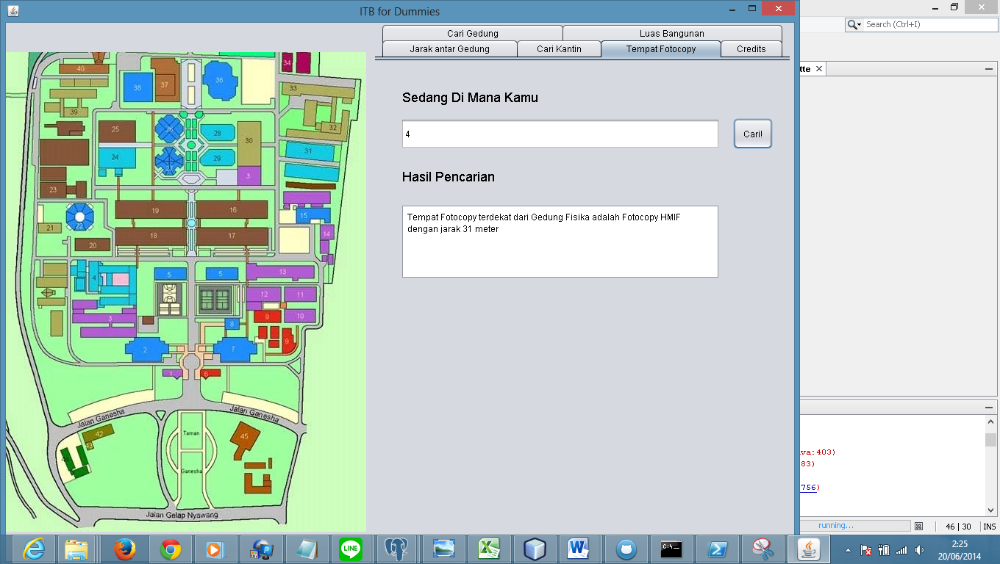 ITB for Dummies
Search (Ctrl+I)
Cari Gedung
Luas Bangunan
Jarak antar Gedung
Cari Kantin
Tempat Fotocopy
Credits
tte
Sedang Di Mana Kamu
4
Cari!
Hasil Pencarian
Tempat Fotocopy terdekat dari Gedung Fisika adalah Fotocopy HMIF
dengan jarak 31 meter
40
34
38
37
36
33
39
32
25
26
28
30
31
24
27
29
3
23
19
16
15
22
21
18
17
14
20
4
5
5
13
12
11
3
9
10
8
2
7
9
1
6
Jalan Ganesha
Jalan Ganesha
42
43
44
Taman
45
Ganesha
Jalan Gelap Nyawang
va:403)
83)
756)
running...
46 | 30
INS
LINE
C:\
2:25
20/06/2014